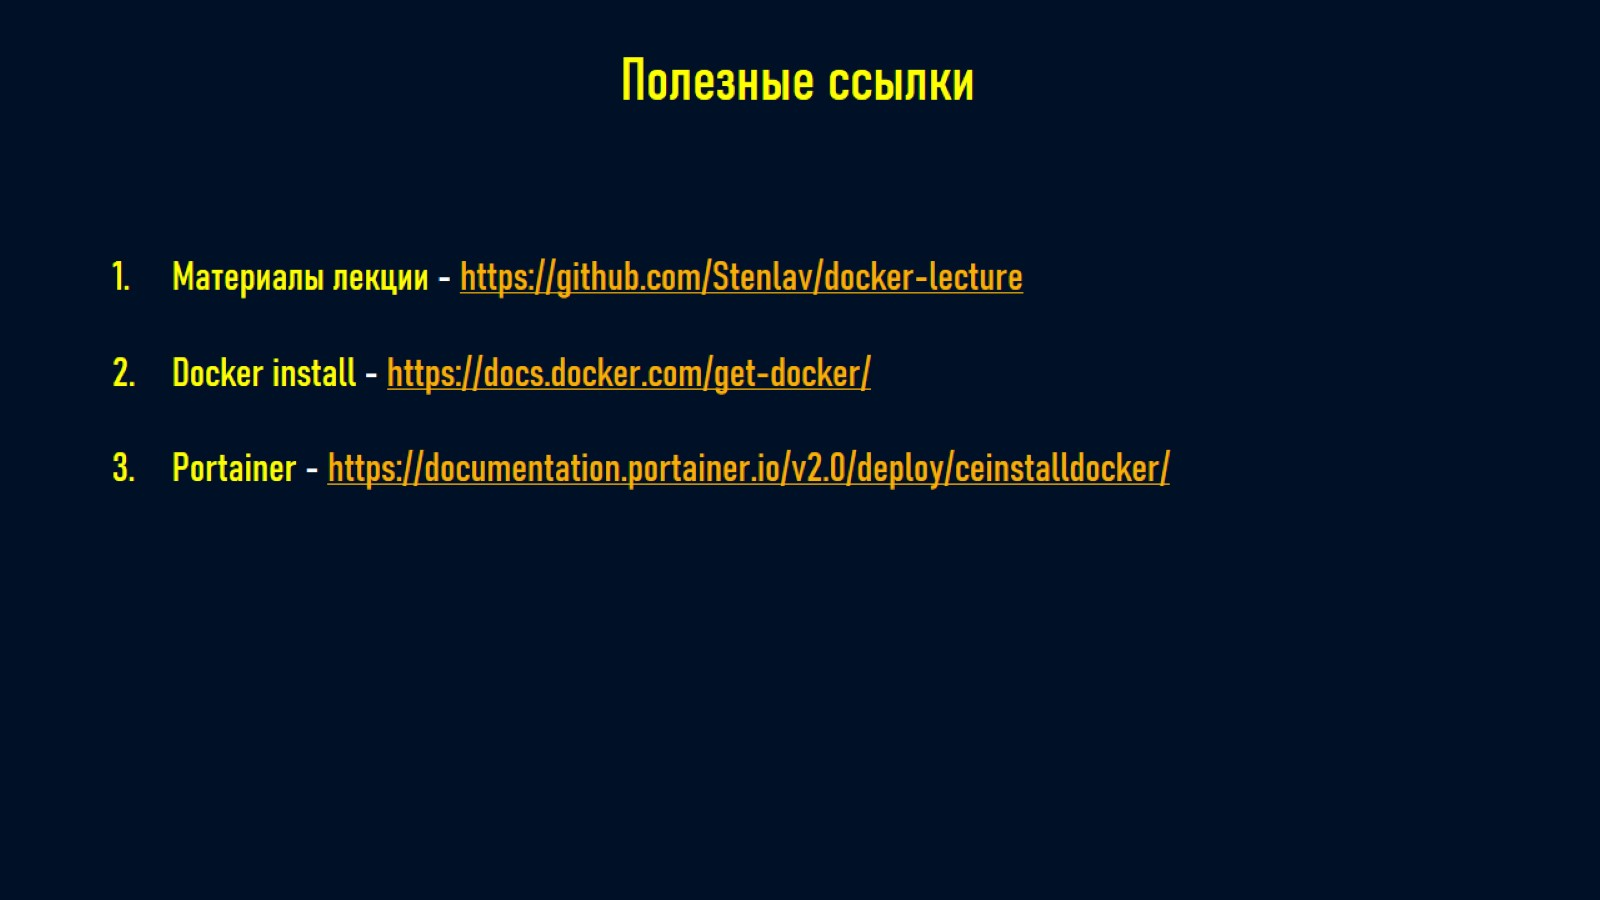 Полезные ссылки
1. Материалы лекции - https://github.com/Stenlav/docker-lecture
2. Docker install - https://docs.docker.com/get-docker/
3. Portainer - https://documentation.portainer.io/v2.0/deploy/ceinstalldocker/